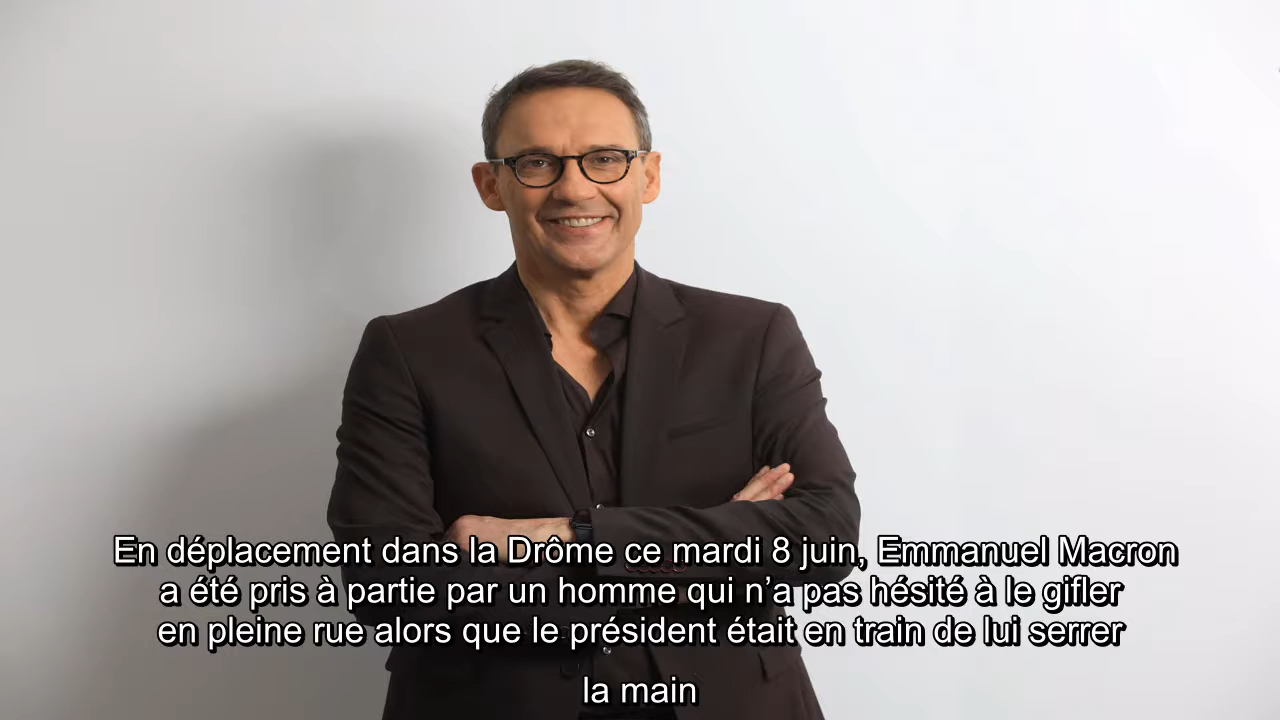 En déplacement dans la Drôme ce mardi 8 juin, Emmanuel Macron
a été pris à partie par un homme qui n’a pas hésité à le gifler
en pleine rue alors que le président était en train de lui serrer
la main